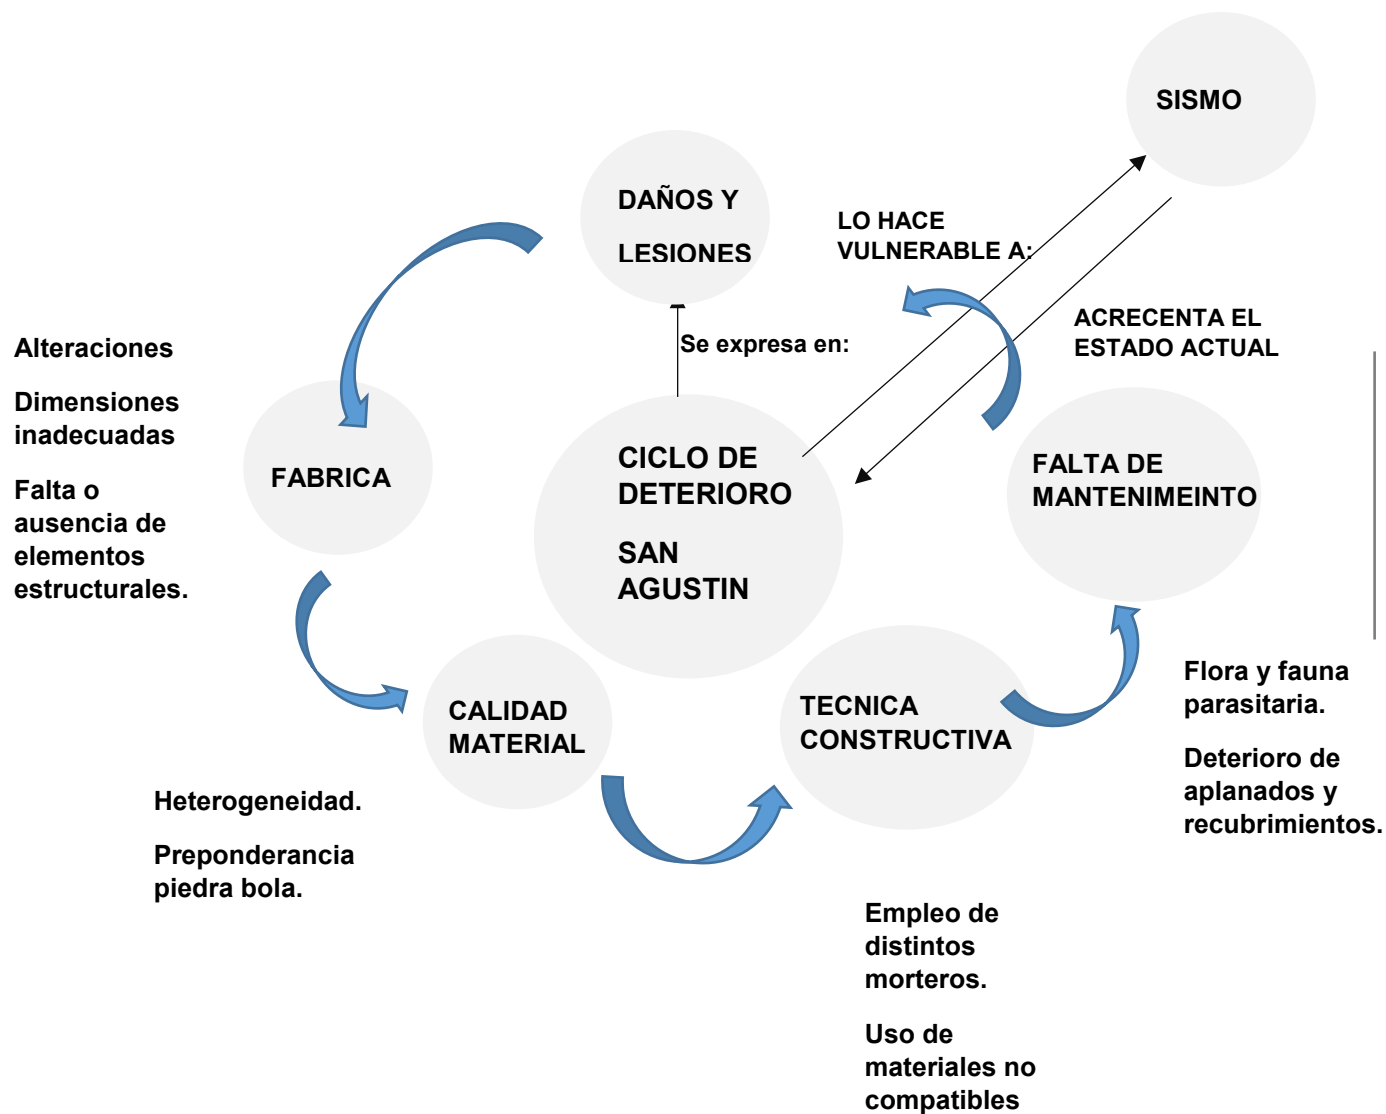 SISMO
DAÑOS Y
LESIONES
LO HACE
VULNERABLE A:
ACRECENTA EL
ESTADO ACTUAL
Se expresa en:
Alteraciones
Dimensiones
inadecuadas
Falta o
ausencia de
elementos
estructurales.
FABRICA
CICLO DE
DETERIORO
SAN
AGUSTIN
FALTA DE
MANTENIMEINTO
CALIDAD
MATERIAL
TECNICA
CONSTRUCTIVA
Flora y fauna
parasitaria.
Deterioro de
aplanados y
recubrimientos.
Heterogeneidad.
Preponderancia
piedra bola.
Empleo de
distintos
morteros.
Uso de
materiales no
compatibles